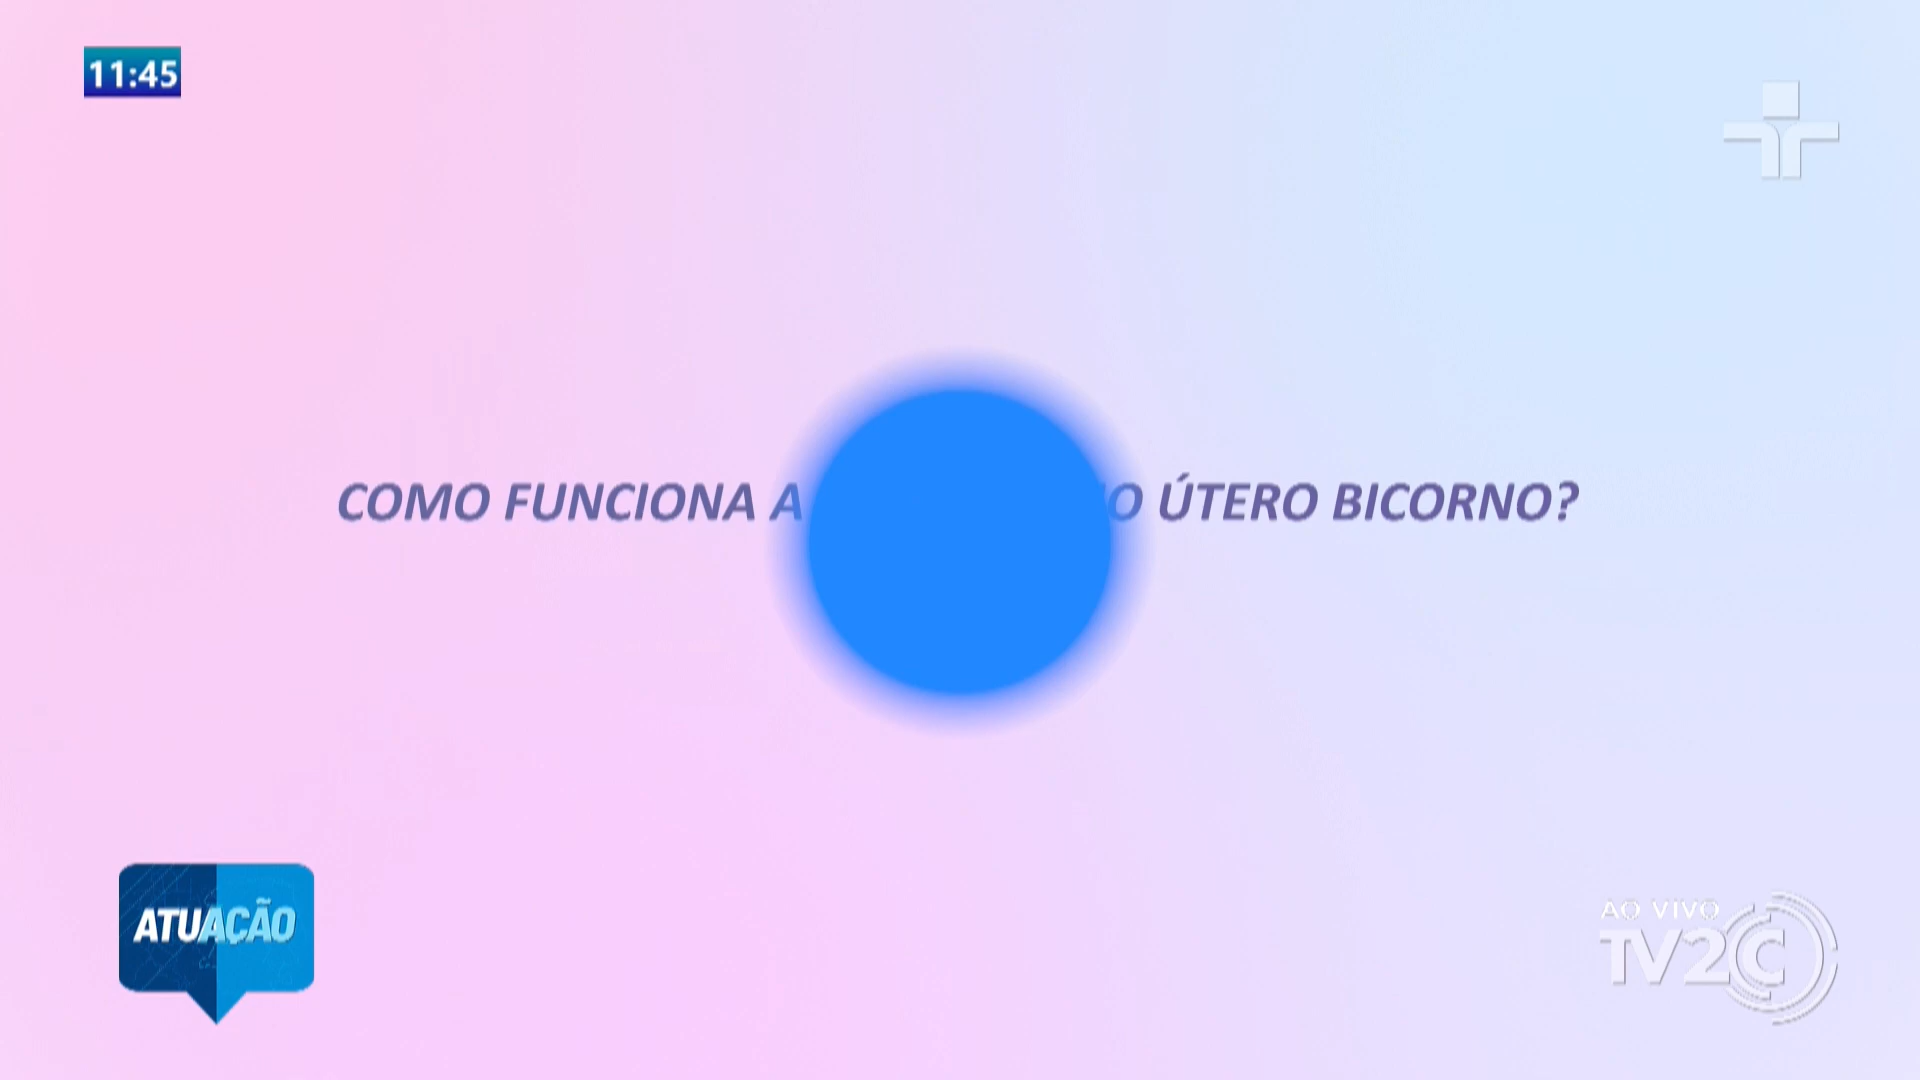 11:45
COMO FUNCIONA A ÚTERO BICORNO?
ATUAÇÃO
AO VIVO
TV2C